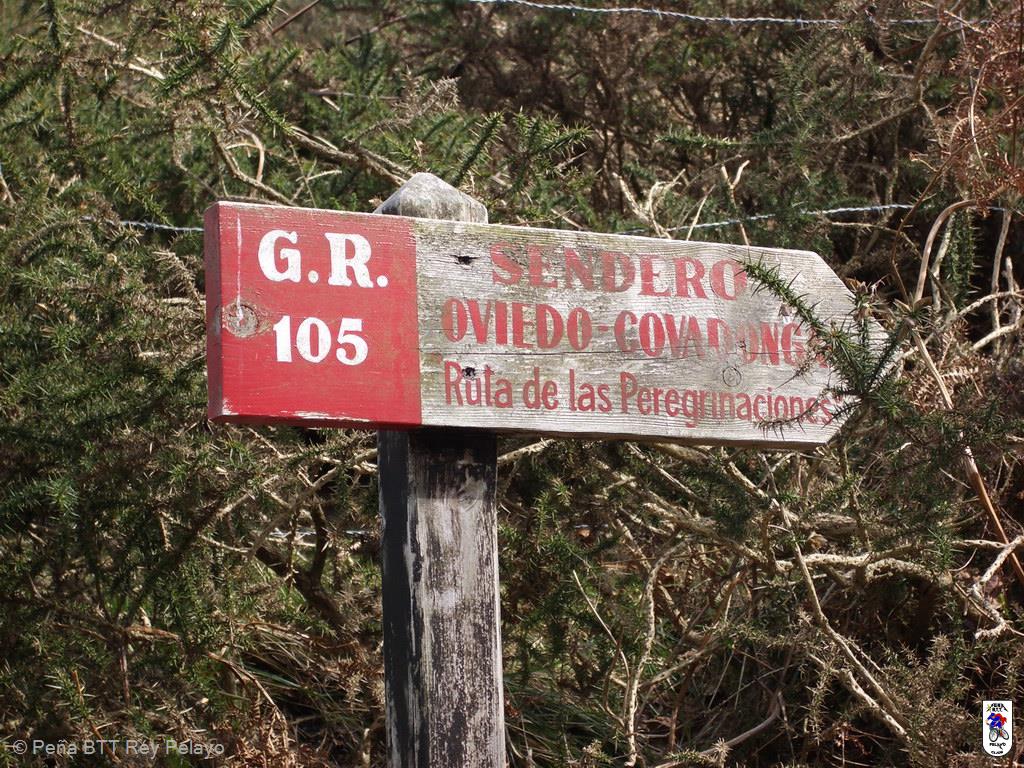 G.R.
105
SENDERO
OVIEDO-COVADONGA
Ruta de las Peregrinaciones
© Peña BTT Rey Pelayo